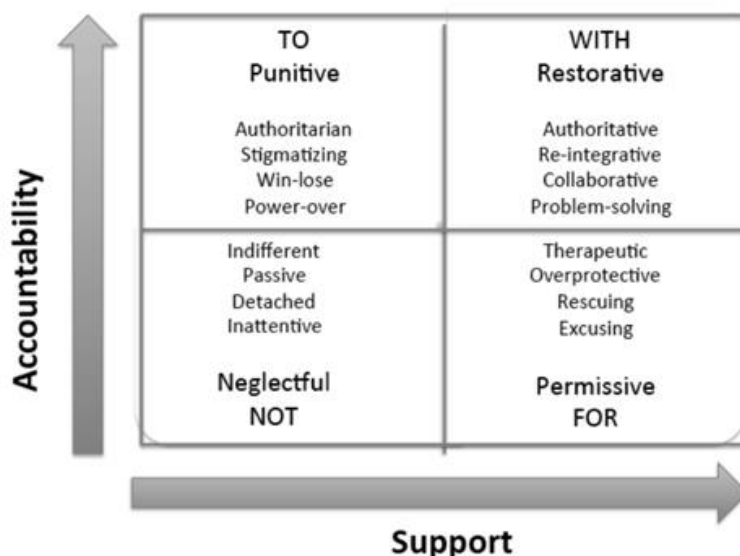 TO
Punitive
Authoritarian
Stigmatizing
Win-lose
Power-over
WITH
Restorative
Authoritative
Re-integrative
Collaborative
Problem-solving
Indifferent
Passive
Detached
Inattentive
Neglectful
NOT
Therapeutic
Overprotective
Rescuing
Excusing
Permissive
FOR
Accountability
Support